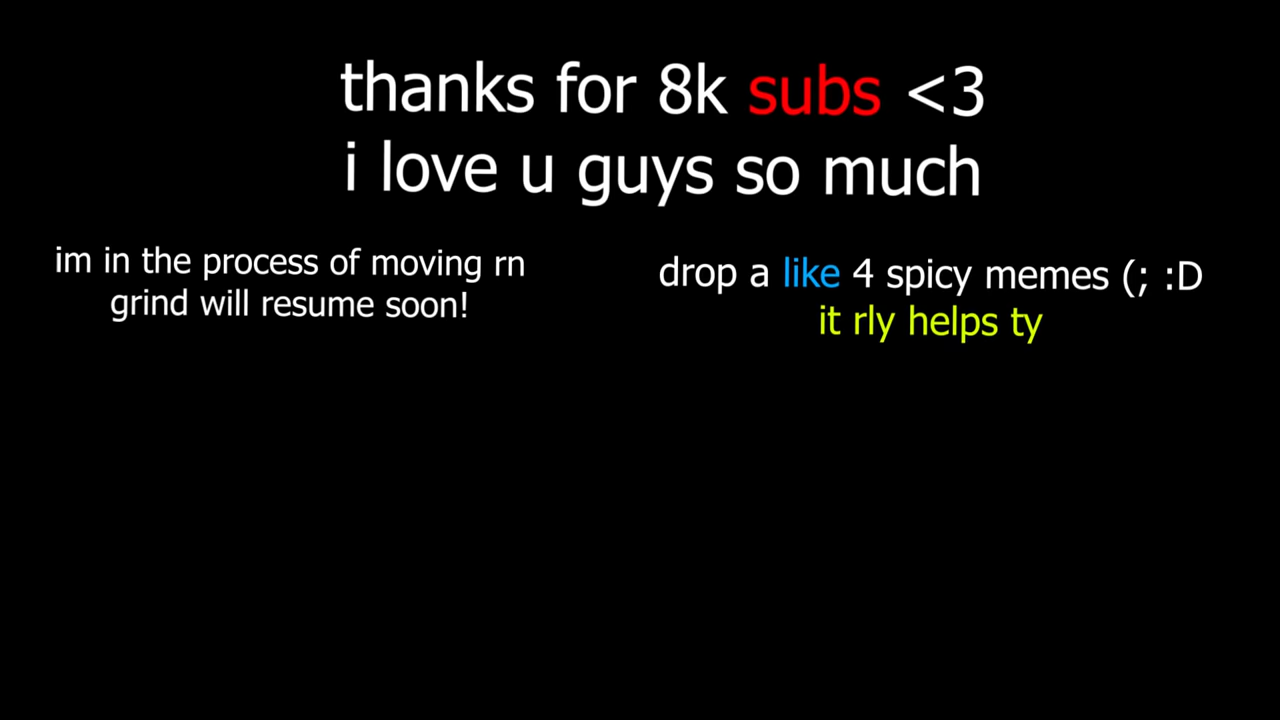 thanks for 8k subs <3
i love u guys so much
im in the process of moving rn
grind will resume soon!
drop a like 4 spicy memes (; :D
it rly helps ty